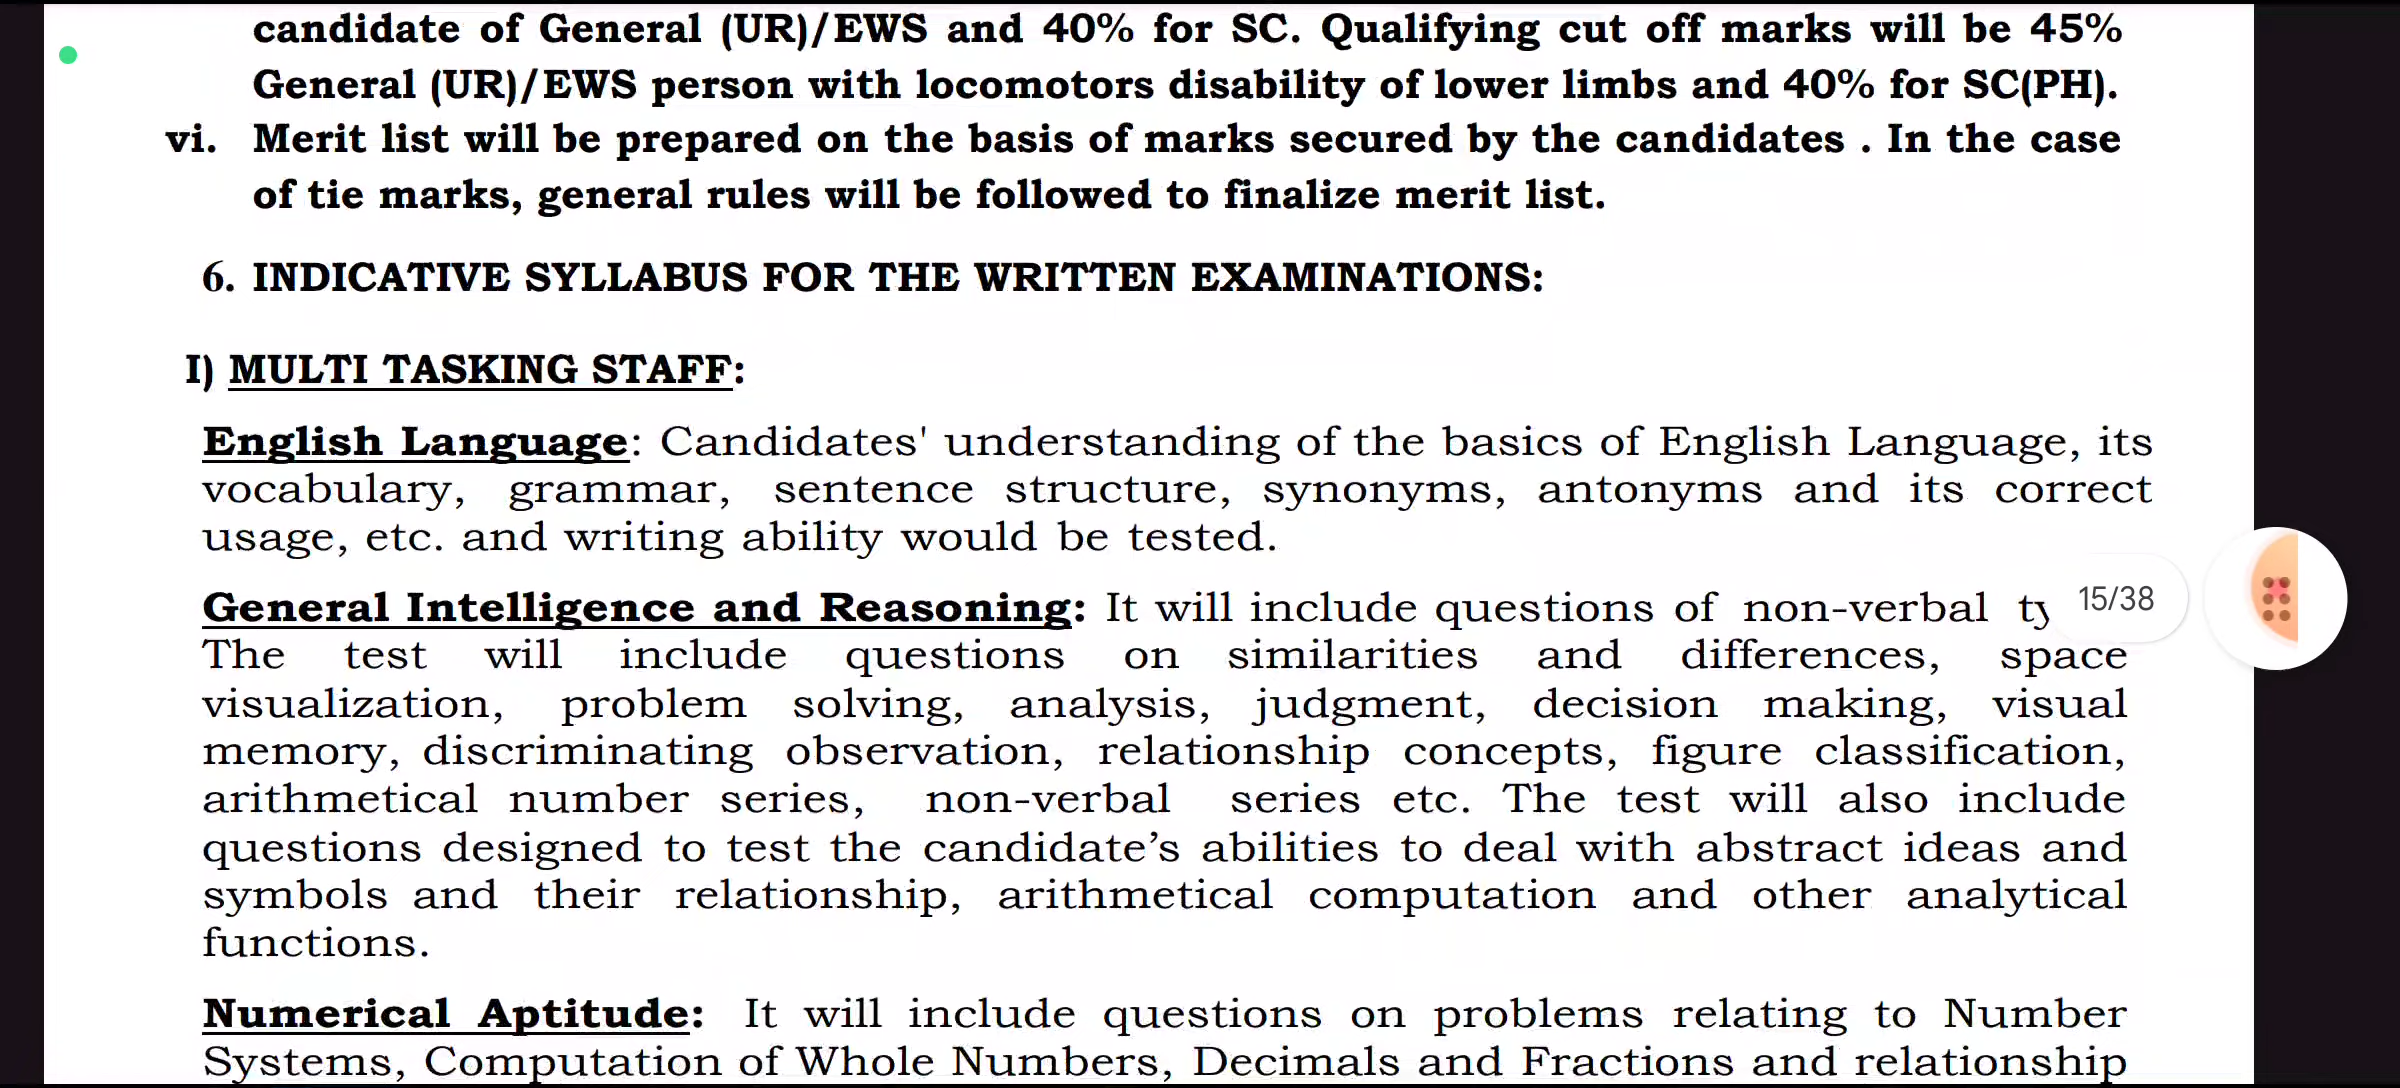 candidate of General (UR)/EWS and 40% for SC. Qualifying cut off marks will be 45%
General (UR)/EWS person with locomotors disability of lower limbs and 40% for SC(PH).
vi. Merit list will be prepared on the basis of marks secured by the candidates . In the case
of tie marks, general rules will be followed to finalize merit list.
6. INDICATIVE SYLLABUS FOR THE WRITTEN EXAMINATIONS:
I) MULTI TASKING STAFF:
English Language: Candidates' understanding of the basics of English Language, its
vocabulary, grammar, sentence structure, synonyms, antonyms and its correct
usage, etc. and writing ability would be tested.
General Intelligence and Reasoning: It will include questions of non-verbal ty
15/38
The test will include questions on similarities and differences, space
visualization, problem solving, analysis, judgment, decision making, visual
memory, discriminating observation, relationship concepts, figure classification,
arithmetical number series, non-verbal series etc. The test will also include
questions designed to test the candidate’s abilities to deal with abstract ideas and
symbols and their relationship, arithmetical computation and other analytical
functions.
Numerical Aptitude: It will include questions on problems relating to Number
Systems, Computation of Whole Numbers, Decimals and Fractions and relationship